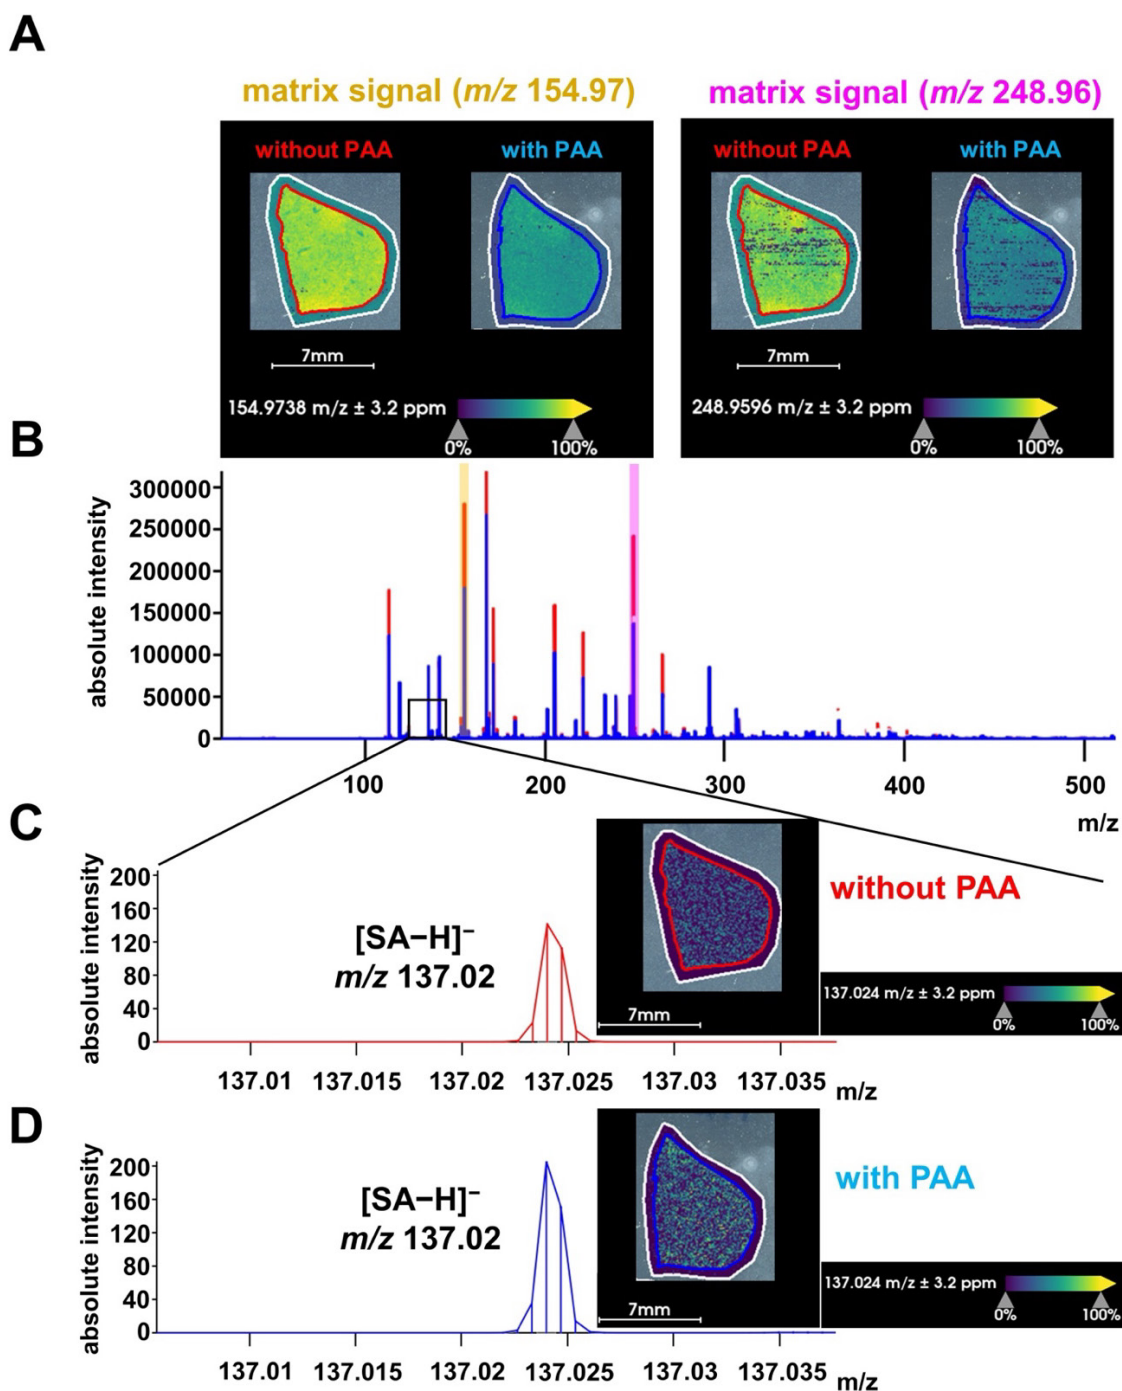 A
matrix signal (m/z 154.97)
matrix signal (m/z 248.96)
without PAA
with PAA
without PAA
with PAA
7mm
7mm
154.9738 m/z ± 3.2 ppm
0%
100%
248.9596 m/z ± 3.2 ppm
0%
100%
B
absolute intensity
300000
250000
200000
150000
100000
50000
0
100
200
300
400
500
m/z
C
absolute intensity
200
160
120
80
40
0
[SA−H]⁻
m/z 137.02
without PAA
7mm
137.024 m/z ± 3.2 ppm
0%
100%
137.01
137.015
137.02
137.025
137.03
137.035
m/z
D
absolute intensity
200
160
120
80
40
0
[SA−H]⁻
m/z 137.02
with PAA
7mm
137.024 m/z ± 3.2 ppm
0%
100%
137.01
137.015
137.02
137.025
137.03
137.035
m/z